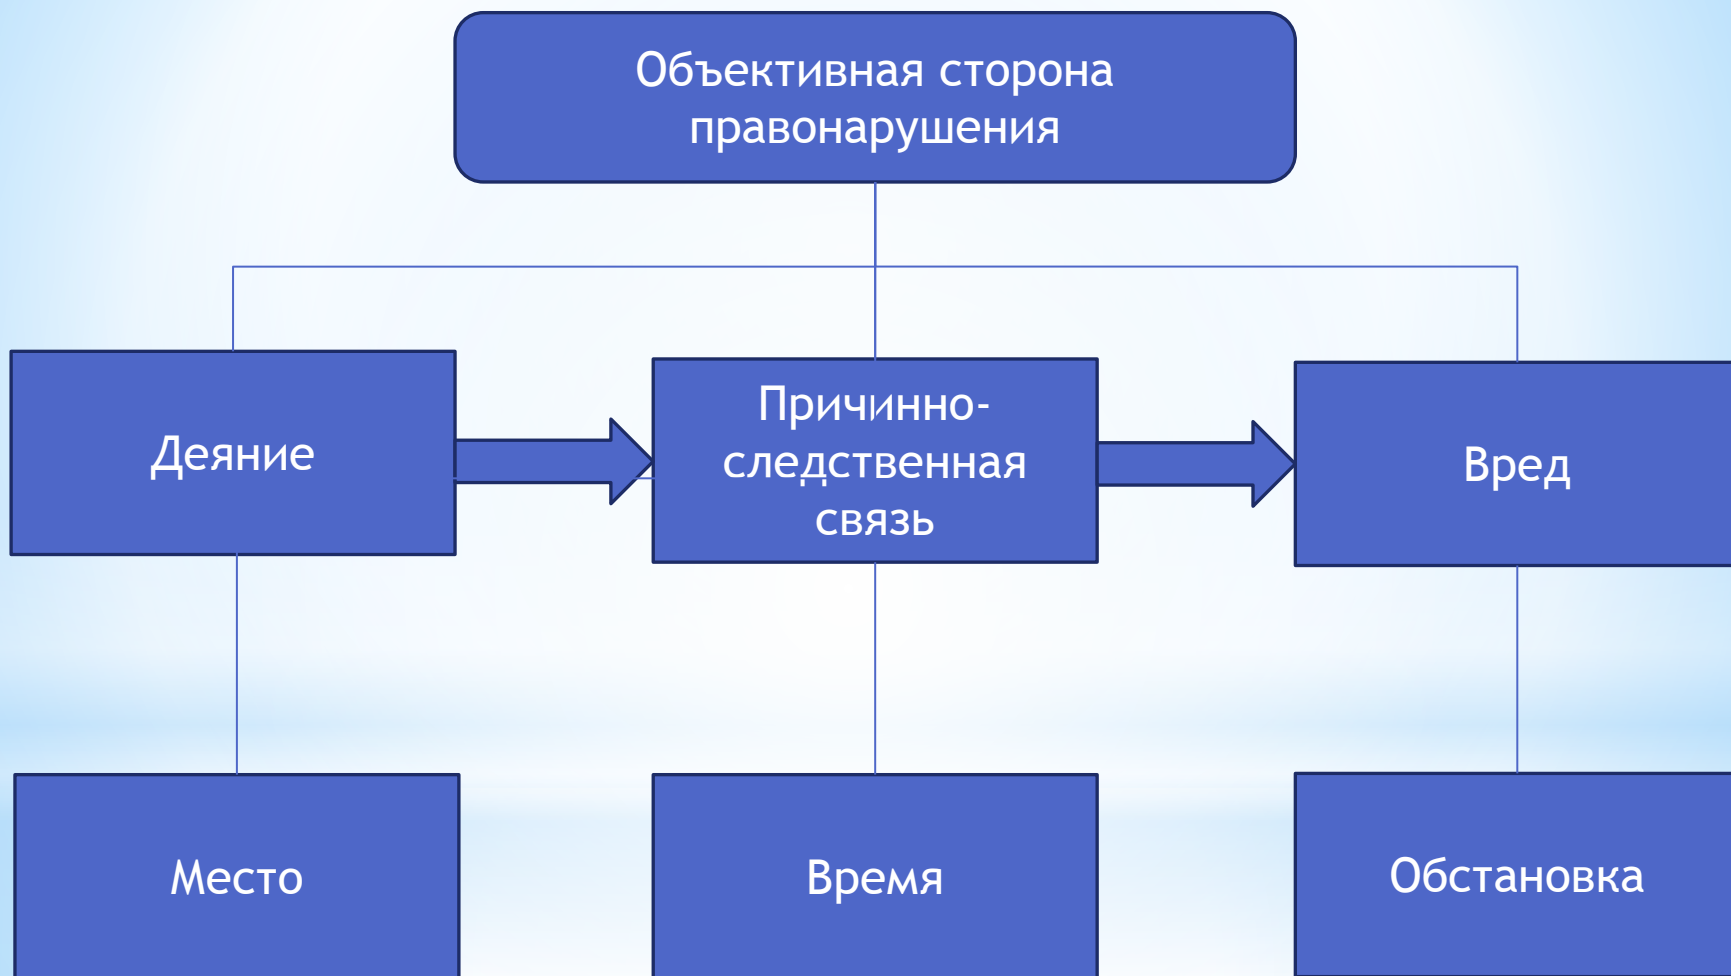 Объективная сторона
правонарушения
Деяние
Причинно-
следственная
связь
Вред
Место
Время
Обстановка